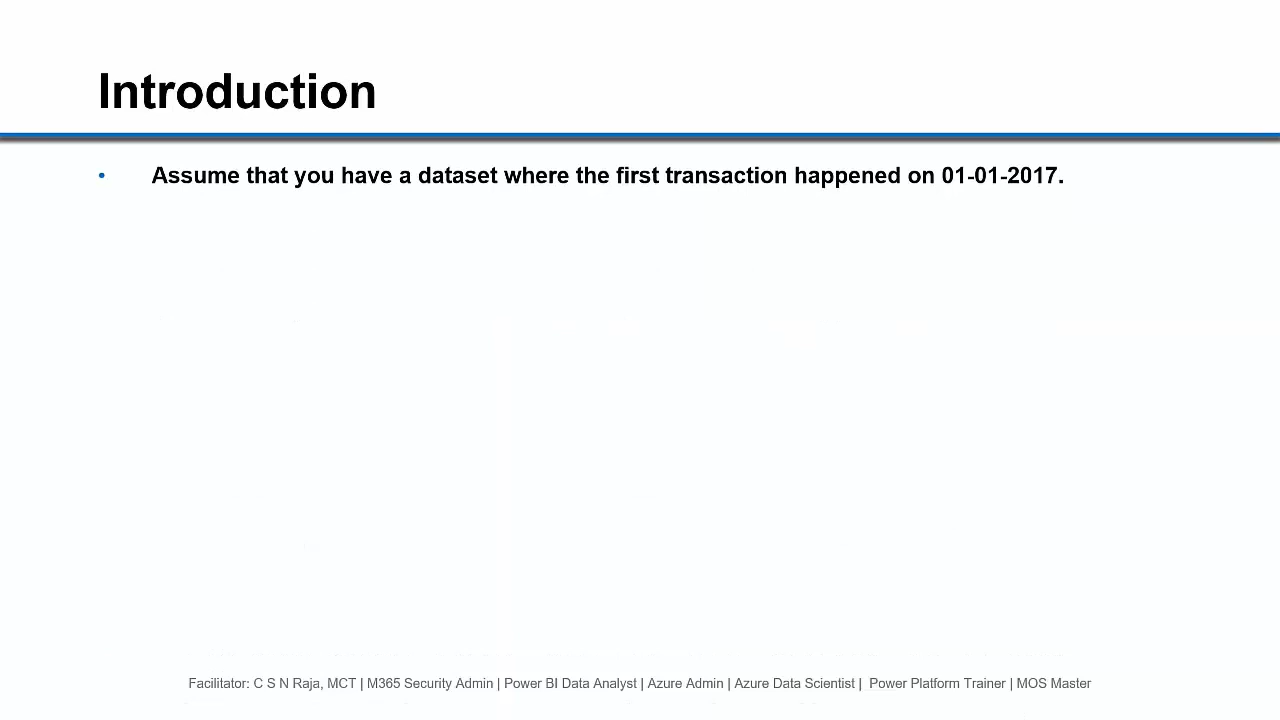 Introduction
• Assume that you have a dataset where the first transaction happened on 01-01-2017.
Facilitator: C S N Raja, MCT | M365 Security Admin | Power BI Data Analyst | Azure Admin | Azure Data Scientist | Power Platform Trainer | MOS Master